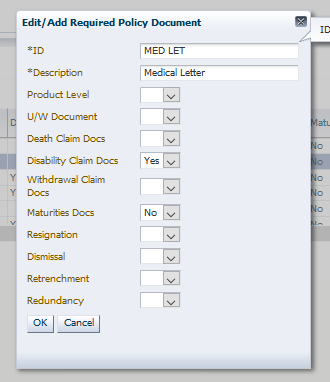 Edit/Add Required Policy Document
ID
*ID MED LET
*Description Medical Letter
Product Level
U/W Document
Death Claim Docs
Disability Claim Docs Yes
Withdrawal Claim
Docs
Maturities Docs No
Resignation
Dismissal
Retrenchment
Redundancy
OK Cancel
D
Matu
No
No
Y No
No
Y No